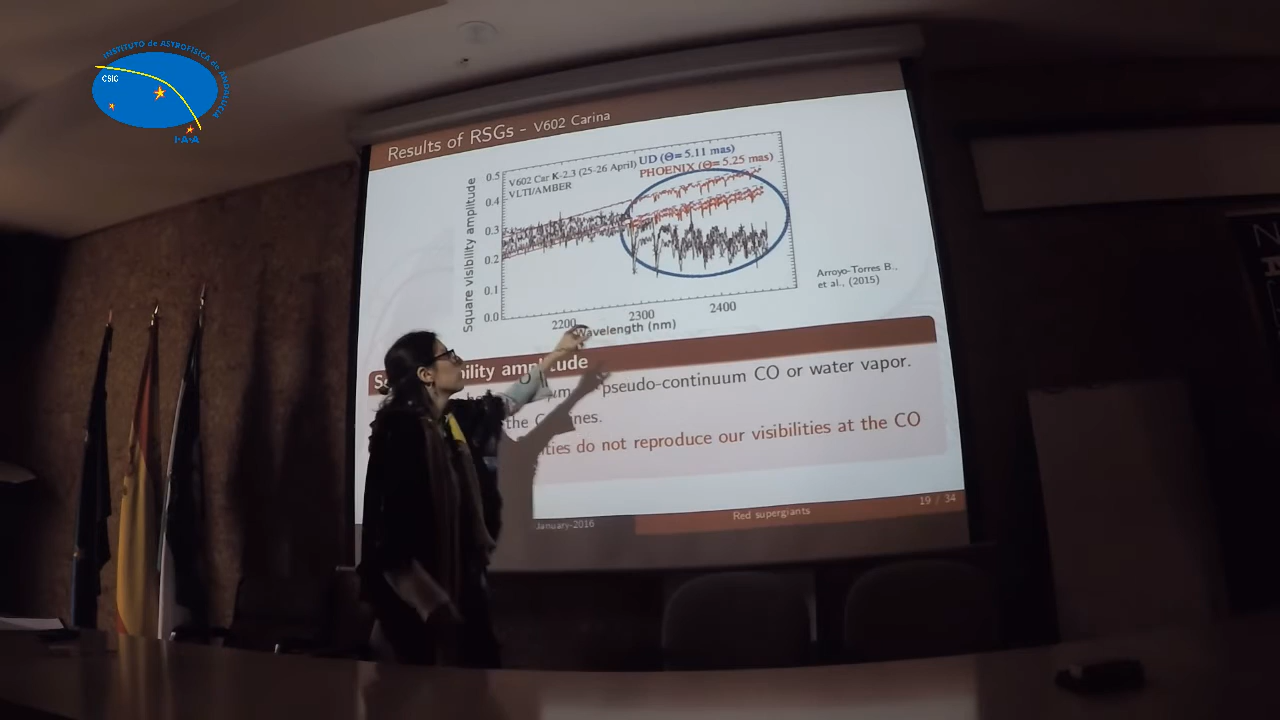 INSTITUTO de ASTROFISICA de ANDALUCIA
CSIC
I·A·A
Results of RSGs - V602 Carina
V602 Car K-2.3 (25-26 April)
VLTI/AMBER
UD (Θ= 5.11 mas)
PHOENIX (Θ= 5.25 mas)
Square visibility amplitude
0.5
0.4
0.3
0.2
0.1
0.0
2200
2300
2400
Wavelength (nm)
Arroyo-Torres B.,
et al., (2015)
pseudo-continuum CO or water vapor.
the
do not reproduce our visibilities at the CO
January-2016
Red supergiants
19 / 34